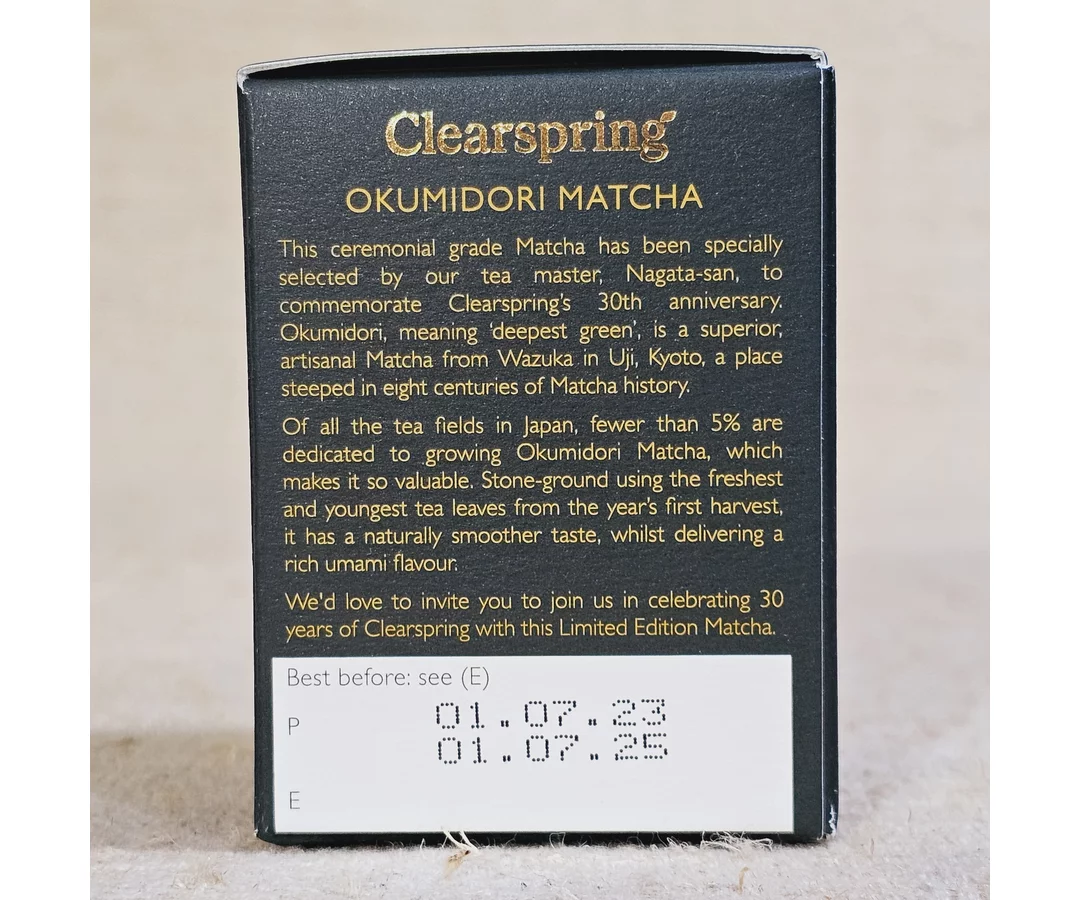 Clearspring
OKUMIDORI MATCHA
This ceremonial grade Matcha has been specially
selected by our tea master, Nagata-san, to
commemorate Clearspring's 30th anniversary.
Okumidori, meaning 'deepest green', is a superior,
artisanal Matcha from Wazuka in Uji, Kyoto, a place
steeped in eight centuries of Matcha history.
Of all the tea fields in Japan, fewer than 5% are
dedicated to growing Okumidori Matcha, which
makes it so valuable. Stone-ground using the freshest
and youngest tea leaves from the year's first harvest,
it has a naturally smoother taste, whilst delivering a
rich umami flavour.
We'd love to invite you to join us in celebrating 30
years of Clearspring with this Limited Edition Matcha.
Best before: see (E)
P 01.07.23
01.07.25
E